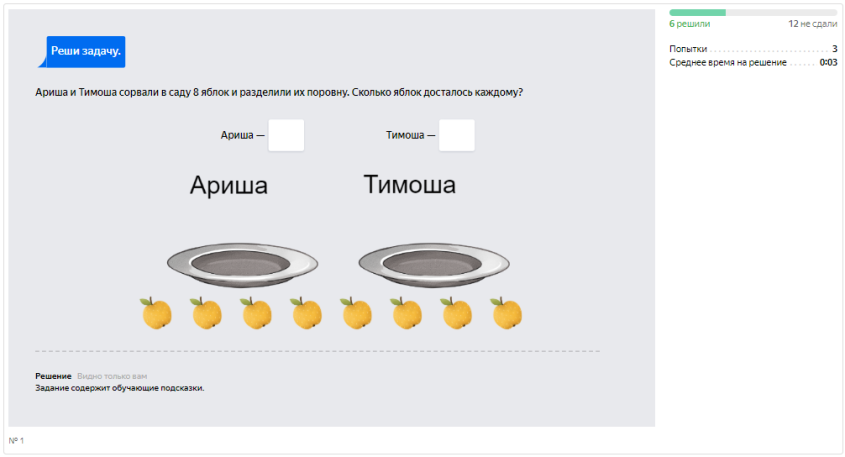 Реши задачу.
6 решили 12 не сдали
Попытки 3
Среднее время на решение 0:03
Ариша и Тимоша сорвали в саду 8 яблок и разделили их поровну. Сколько яблок досталось каждому?
Ариша — Тимоша —
Ариша Тимоша
Решение Видно только вам
Задание содержит обучающие подсказки.
№ 1